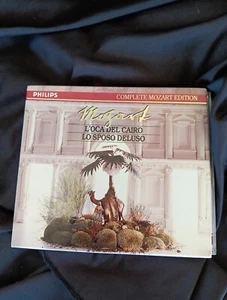 PHILIPS
COMPLETE MOZART EDITION
Mozart
L'OCA DEL CAIRO
LO SPOSO DELUSO